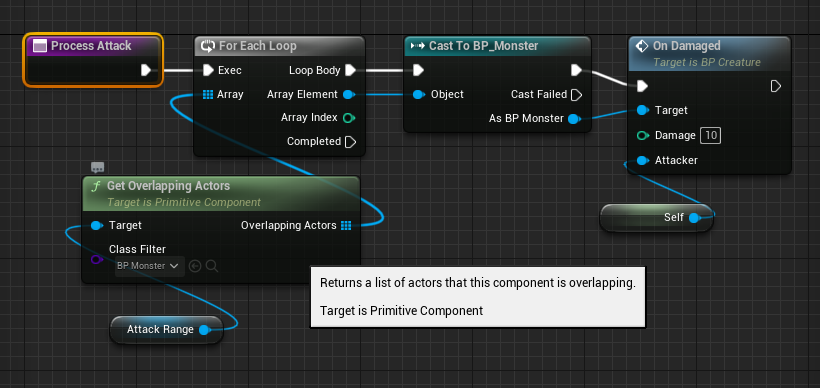 Process Attack
For Each Loop
Exec
Loop Body
Array
Array Element
Array Index
Completed
Cast To BP_Monster
Object
Cast Failed
As BP Monster
On Damaged
Target is BP Creature
Target
Damage 10
Attacker
Self
f Get Overlapping Actors
Target is Primitive Component
Target
Overlapping Actors
Class Filter
BP Monster
Attack Range
Returns a list of actors that this component is overlapping.
Target is Primitive Component